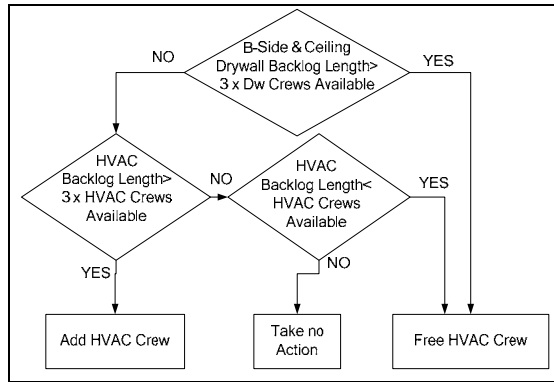 B-Side & Ceiling
Drywall Backlog Length>
3 x Dw Crews Available
NO
YES
HVAC
Backlog Length>
3 x HVAC Crews
Available
NO
HVAC
Backlog Length<
HVAC Crews
Available
YES
YES
NO
Add HVAC Crew
Take no
Action
Free HVAC Crew